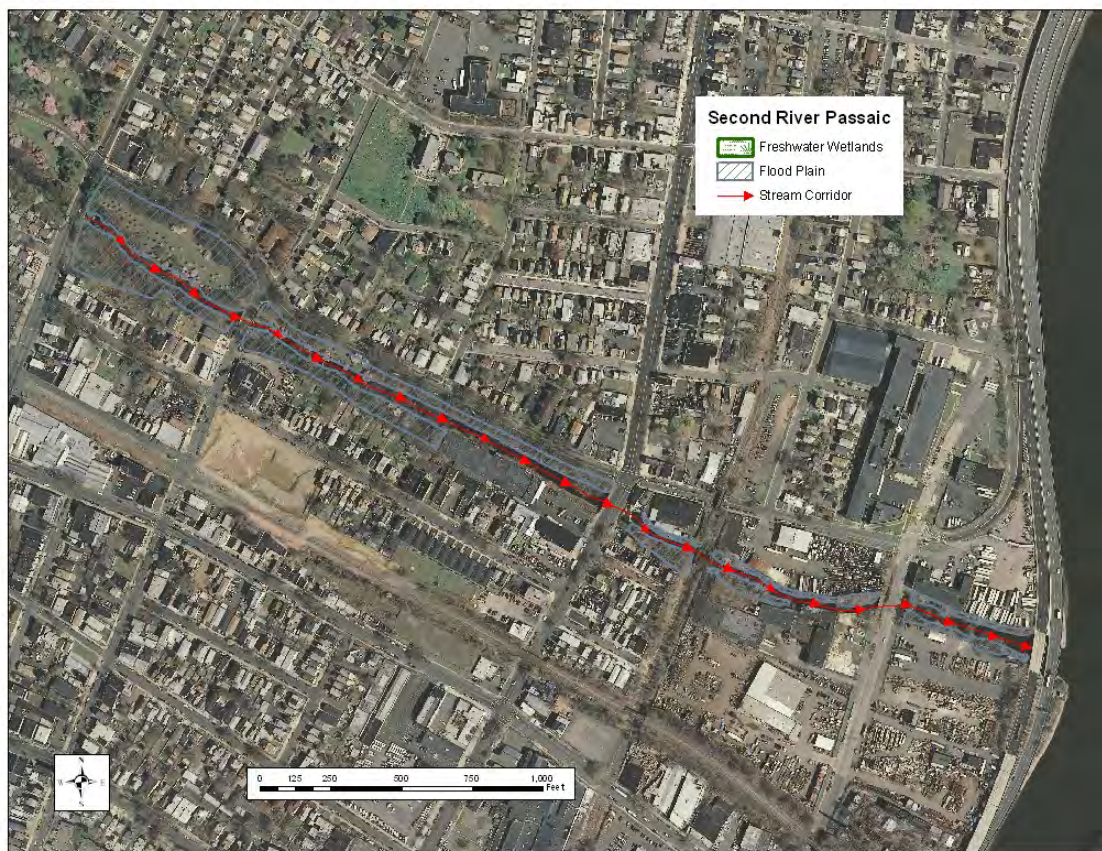 Second River Passaic
Freshwater Wetlands
Flood Plain
Stream Corridor
N
W E
S
0 125 250 500 750 1,000
Feet